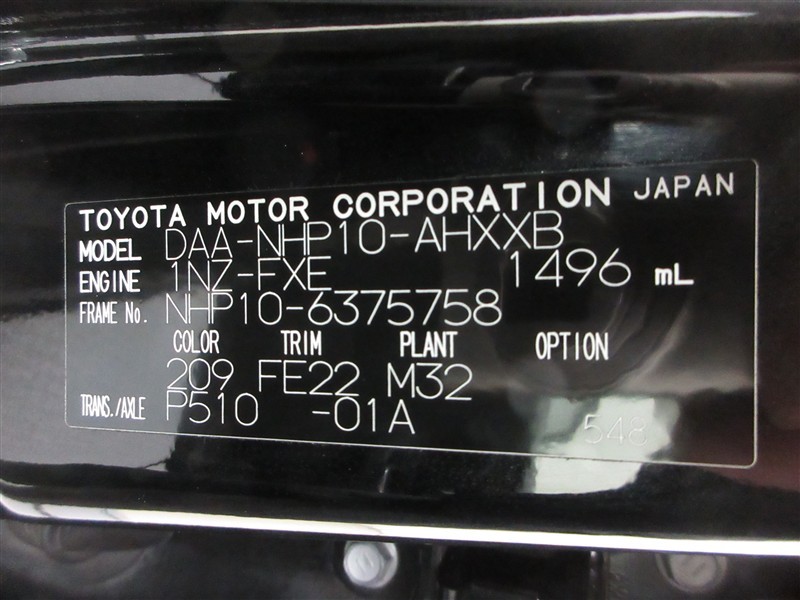 TOYOTA MOTOR CORPORATION JAPAN
MODEL DAA-NHP10-AHXXB
ENGINE 1NZ-FXE 1496 mL
FRAME No. NHP10-6375758
COLOR TRIM PLANT OPTION
209 FE22 M32
TRANS./AXLE P510 -01A 548